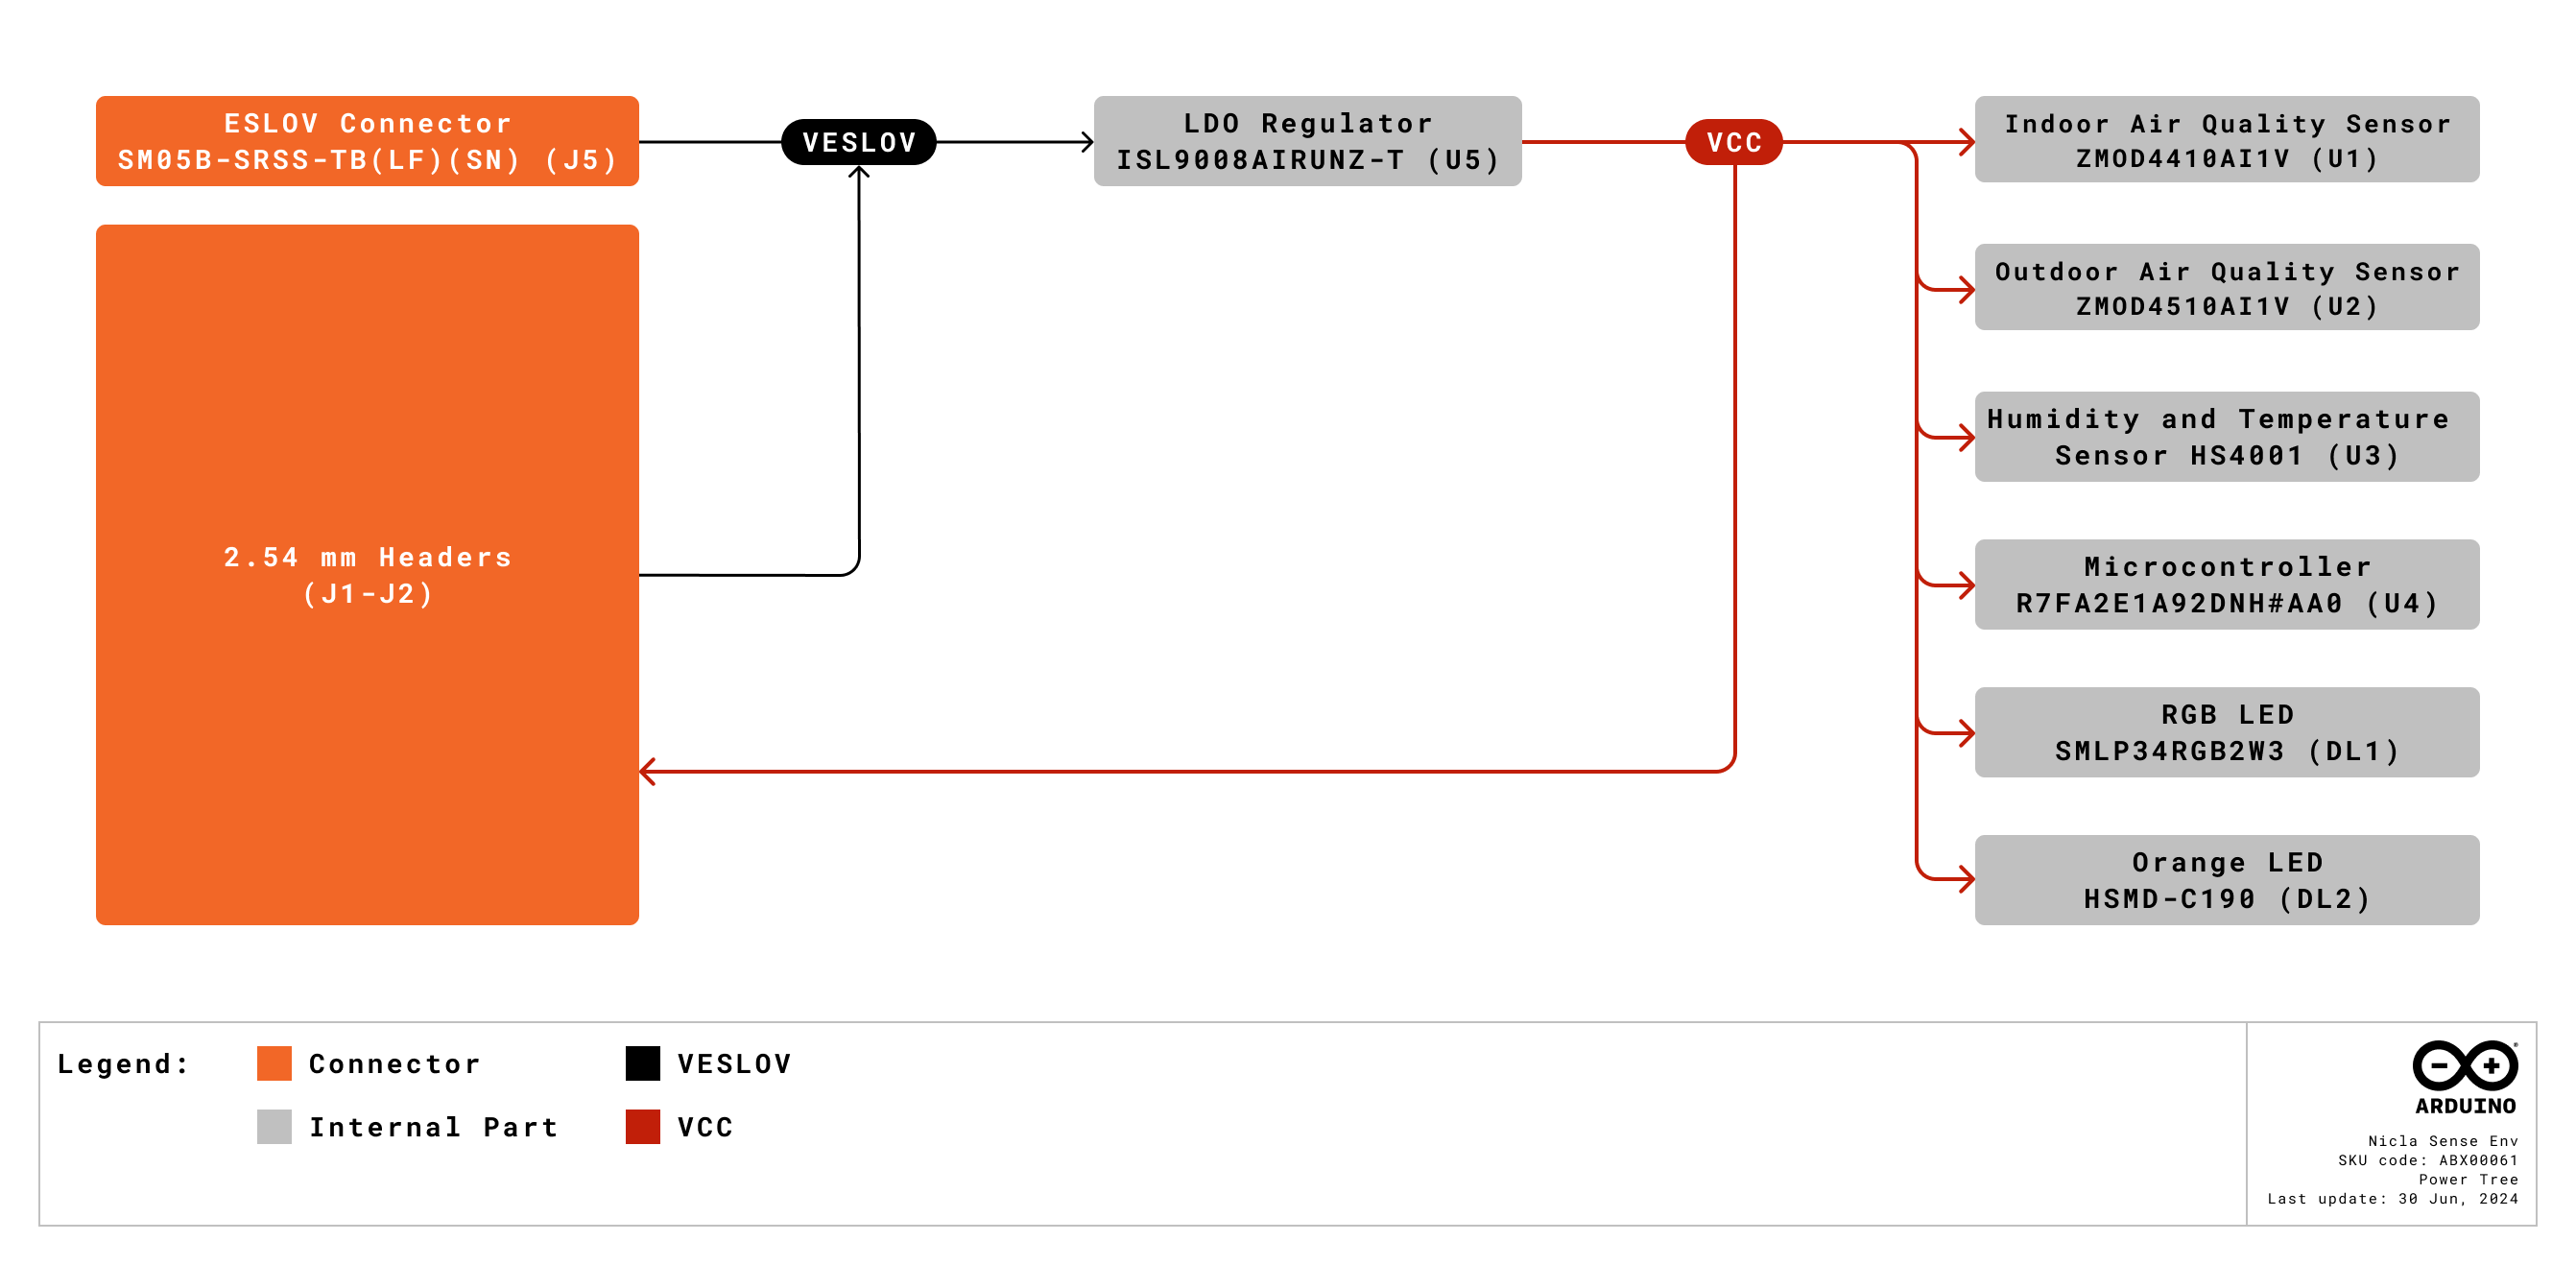 ESLOV Connector
SM05B-SRSS-TB(LF)(SN) (J5)
VESLOV
LDO Regulator
ISL9008AIRUNZ-T (U5)
VCC
Indoor Air Quality Sensor
ZMOD4410AI1V (U1)
Outdoor Air Quality Sensor
ZMOD4510AI1V (U2)
Humidity and Temperature
Sensor HS4001 (U3)
2.54 mm Headers
(J1-J2)
Microcontroller
R7FA2E1A92DNH#AA0 (U4)
RGB LED
SMLP34RGB2W3 (DL1)
Orange LED
HSMD-C190 (DL2)
Legend:
Connector
VESLOV
Internal Part
VCC
ARDUINO
Nicla Sense Env
SKU code: ABX00061
Power Tree
Last update: 30 Jun, 2024